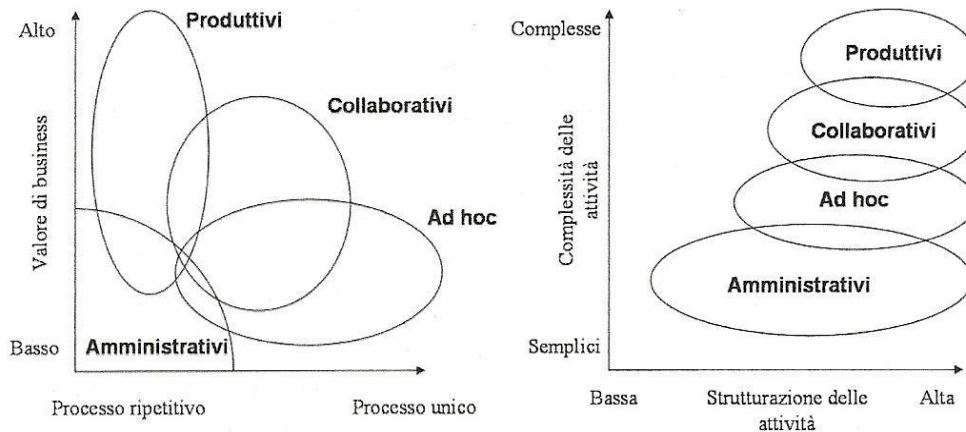 Alto
Valore di business
Basso
Produttivi
Collaborativi
Ad hoc
Amministrativi
Processo ripetitivo
Processo unico
Complesse
Complessità delle
attività
Semplici
Produttivi
Collaborativi
Ad hoc
Amministrativi
Bassa
Strutturazione delle
attività
Alta